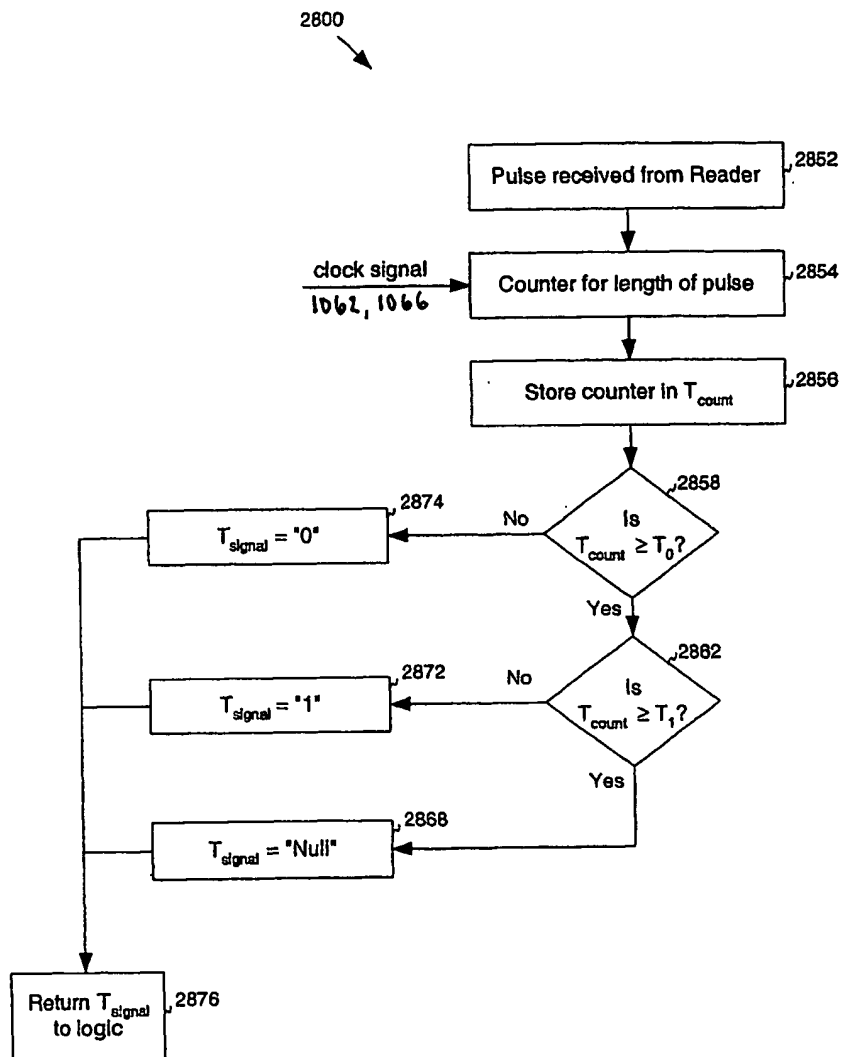 2800
Pulse received from Reader
2852
clock signal
1062, 1066
Counter for length of pulse
2854
Store counter in T_count
2856
2858
Is
T_count ≥ T_0?
No
2874
T_signal = "0"
Yes
2862
Is
T_count ≥ T_1?
No
2872
T_signal = "1"
Yes
2868
T_signal = "Null"
Return T_signal
to logic
2876